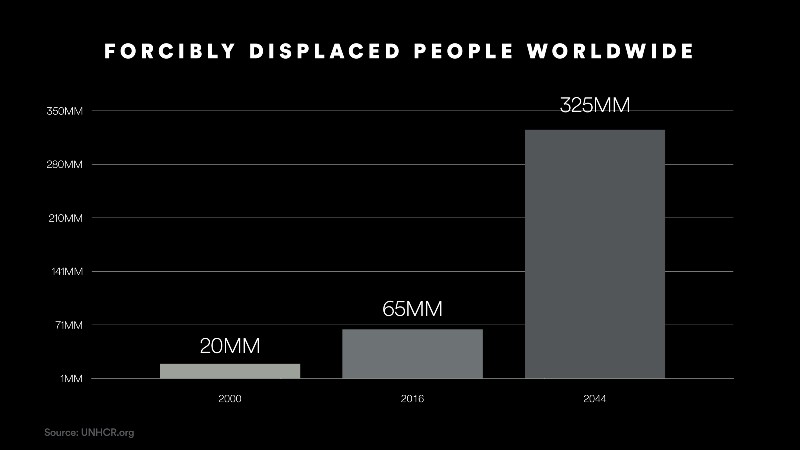 FORCIBLY DISPLACED PEOPLE WORLDWIDE
350MM
280MM
210MM
141MM
71MM
1MM
20MM
65MM
325MM
2000
2016
2044
Source: UNHCR.org